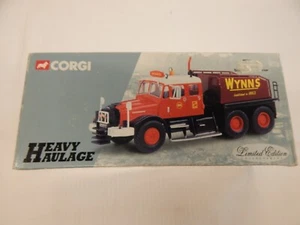 CORGI
WYNNS
HEAVY
HAULAGE
Limited Edition